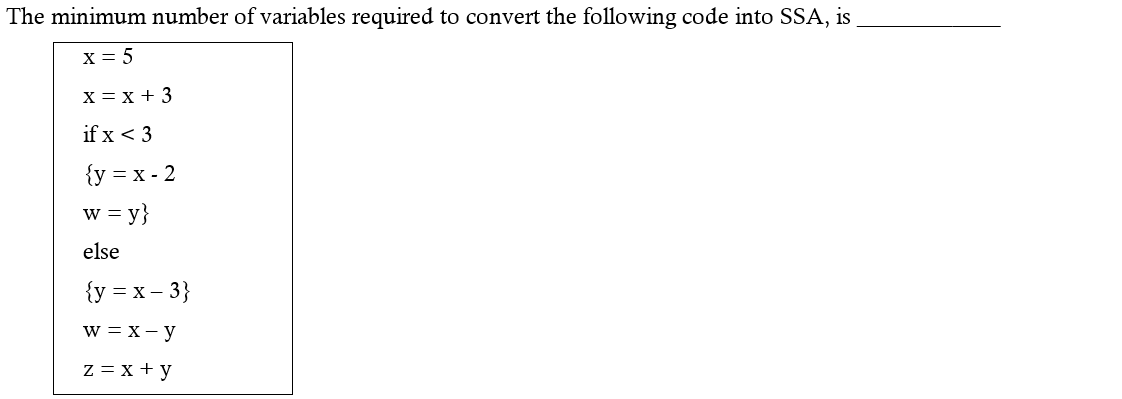 The minimum number of variables required to convert the following code into SSA, is _____________
x = 5
x = x + 3
if x < 3
{y = x - 2
w = y}
else
{y = x – 3}
w = x – y
z = x + y